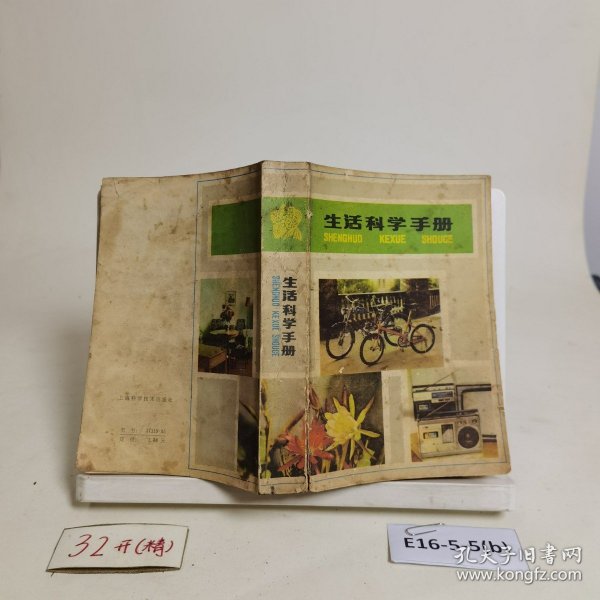 生活科学手册
SHENGHUO KEXUE SHOUCE
生活科学手册
SHENGHUO KEXUE SHOUCE
上海科学技术出版社
32开(精)
E16-5-5(b)
孔夫子旧书网
www.kongfz.com